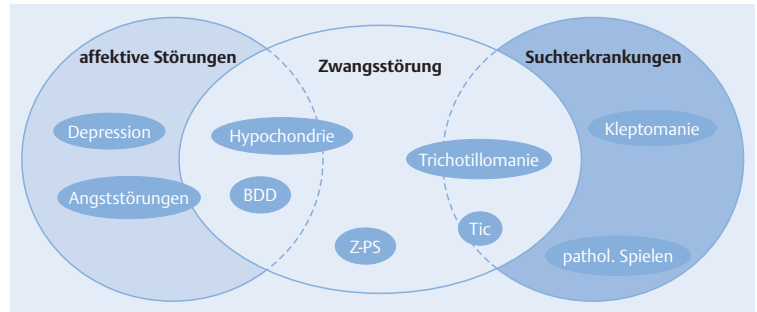 affektive Störungen
Zwangsstörung
Suchterkrankungen
Depression
Hypochondrie
Kleptomanie
Trichotillomanie
Angststörungen
BDD
Tic
Z-PS
pathol. Spielen